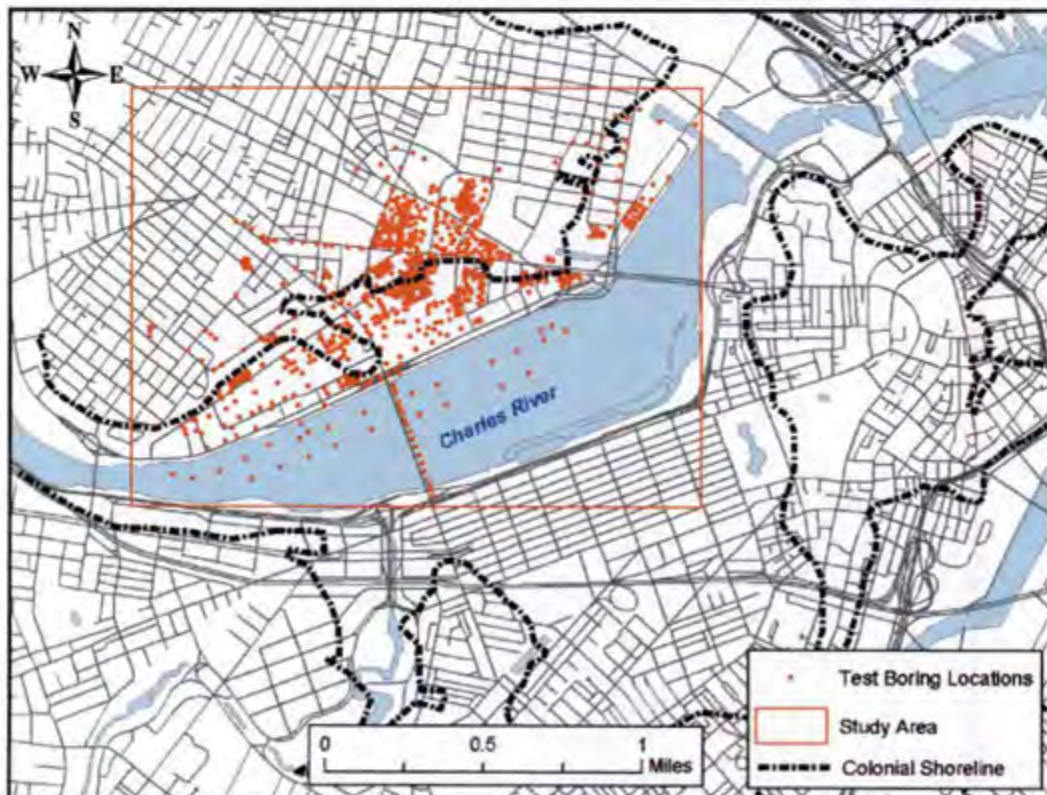 N
W E
S
Charles River
Test Boring Locations
Study Area
Colonial Shoreline
0 0.5 1
Miles